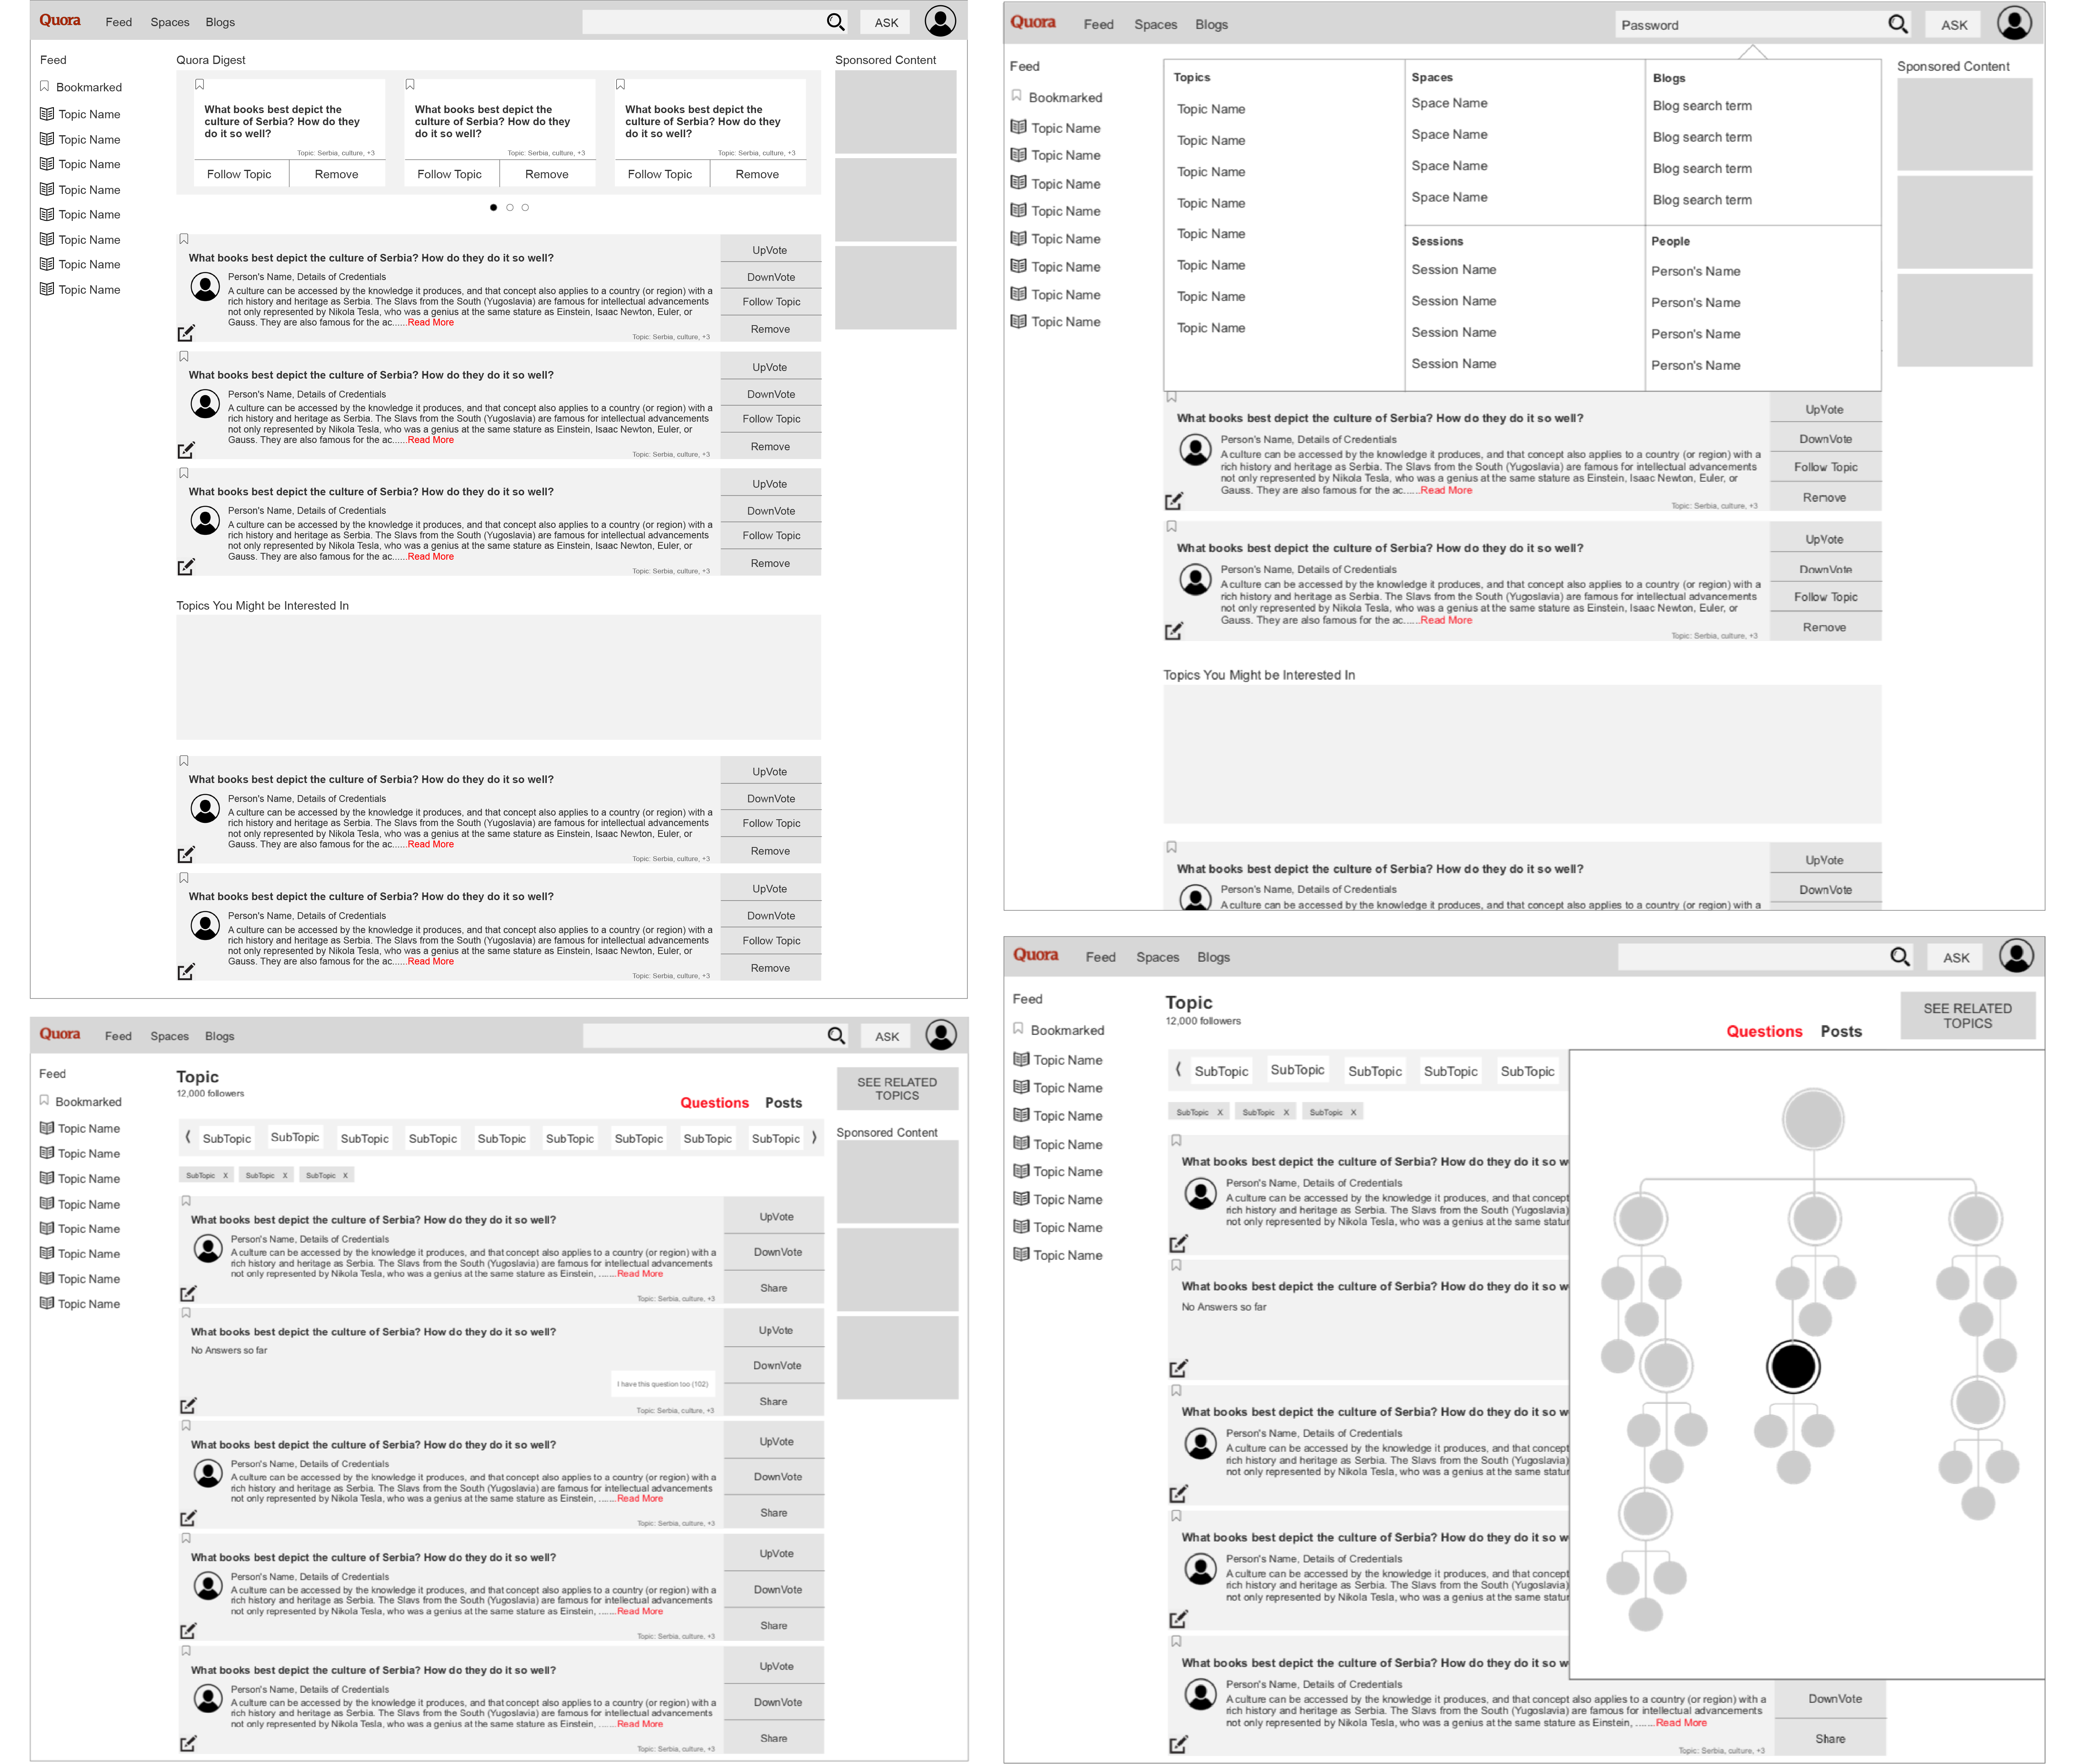 Quora Feed Spaces Blogs ASK
Feed
Bookmarked
Topic Name
Topic Name
Topic Name
Topic Name
Topic Name
Topic Name
Topic Name
Topic Name
Quora Digest
What books best depict the
culture of Serbia? How do they
do it so well?
Topic: Serbia, culture, +3
Follow Topic Remove
What books best depict the
culture of Serbia? How do they
do it so well?
Topic: Serbia, culture, +3
Follow Topic Remove
What books best depict the
culture of Serbia? How do they
do it so well?
Topic: Serbia, culture, +3
Follow Topic Remove
What books best depict the culture of Serbia? How do they do it so well?
Person's Name, Details of Credentials
A culture can be accessed by the knowledge it produces, and that concept also applies to a country (or region) with a
rich history and heritage as Serbia. The Slavs from the South (Yugoslavia) are famous for intellectual advancements
not only represented by Nikola Tesla, who was a genius at the same stature as Einstein, Isaac Newton, Euler, or
Gauss. They are also famous for the ac......Read More
Topic: Serbia, culture, +3
UpVote
DownVote
Follow Topic
Remove
What books best depict the culture of Serbia? How do they do it so well?
Person's Name, Details of Credentials
A culture can be accessed by the knowledge it produces, and that concept also applies to a country (or region) with a
rich history and heritage as Serbia. The Slavs from the South (Yugoslavia) are famous for intellectual advancements
not only represented by Nikola Tesla, who was a genius at the same stature as Einstein, Isaac Newton, Euler, or
Gauss. They are also famous for the ac......Read More
Topic: Serbia, culture, +3
UpVote
DownVote
Follow Topic
Remove
What books best depict the culture of Serbia? How do they do it so well?
Person's Name, Details of Credentials
A culture can be accessed by the knowledge it produces, and that concept also applies to a country (or region) with a
rich history and heritage as Serbia. The Slavs from the South (Yugoslavia) are famous for intellectual advancements
not only represented by Nikola Tesla, who was a genius at the same stature as Einstein, Isaac Newton, Euler, or
Gauss. They are also famous for the ac......Read More
Topic: Serbia, culture, +3
UpVote
DownVote
Follow Topic
Remove
Topics You Might be Interested In
What books best depict the culture of Serbia? How do they do it so well?
Person's Name, Details of Credentials
A culture can be accessed by the knowledge it produces, and that concept also applies to a country (or region) with a
rich history and heritage as Serbia. The Slavs from the South (Yugoslavia) are famous for intellectual advancements
not only represented by Nikola Tesla, who was a genius at the same stature as Einstein, Isaac Newton, Euler, or
Gauss. They are also famous for the ac......Read More
Topic: Serbia, culture, +3
UpVote
DownVote
Follow Topic
Remove
What books best depict the culture of Serbia? How do they do it so well?
Person's Name, Details of Credentials
A culture can be accessed by the knowledge it produces, and that concept also applies to a country (or region) with a
rich history and heritage as Serbia. The Slavs from the South (Yugoslavia) are famous for intellectual advancements
not only represented by Nikola Tesla, who was a genius at the same stature as Einstein, Isaac Newton, Euler, or
Gauss. They are also famous for the ac......Read More
Topic: Serbia, culture, +3
UpVote
DownVote
Follow Topic
Remove
Sponsored Content
Quora Feed Spaces Blogs Password ASK
Feed
Bookmarked
Topic Name
Topic Name
Topic Name
Topic Name
Topic Name
Topic Name
Topic Name
Topic Name
Topics
Topic Name
Topic Name
Topic Name
Topic Name
Topic Name
Topic Name
Topic Name
Topic Name
Spaces
Space Name
Space Name
Space Name
Space Name
Sessions
Session Name
Session Name
Session Name
Session Name
Blogs
Blog search term
Blog search term
Blog search term
Blog search term
People
Person's Name
Person's Name
Person's Name
Person's Name
Sponsored Content
What books best depict the culture of Serbia? How do they do it so well?
Person's Name, Details of Credentials
A culture can be accessed by the knowledge it produces, and that concept also applies to a country (or region) with a
rich history and heritage as Serbia. The Slavs from the South (Yugoslavia) are famous for intellectual advancements
not only represented by Nikola Tesla, who was a genius at the same stature as Einstein, Isaac Newton, Euler, or
Gauss. They are also famous for the ac......Read More
Topic: Serbia, culture, +3
UpVote
DownVote
Follow Topic
Remove
What books best depict the culture of Serbia? How do they do it so well?
Person's Name, Details of Credentials
A culture can be accessed by the knowledge it produces, and that concept also applies to a country (or region) with a
rich history and heritage as Serbia. The Slavs from the South (Yugoslavia) are famous for intellectual advancements
not only represented by Nikola Tesla, who was a genius at the same stature as Einstein, Isaac Newton, Euler, or
Gauss. They are also famous for the ac......Read More
Topic: Serbia, culture, +3
UpVote
DownVote
Follow Topic
Remove
Topics You Might be Interested In
What books best depict the culture of Serbia? How do they do it so well?
Person's Name, Details of Credentials
A culture can be accessed by the knowledge it produces, and that concept also applies to a country (or region) with a
UpVote
DownVote
Quora Feed Spaces Blogs ASK
Feed
Bookmarked
Topic Name
Topic Name
Topic Name
Topic Name
Topic Name
Topic Name
Topic Name
Topic Name
Topic
12,000 followers
Questions Posts
SEE RELATED
TOPICS
Sponsored Content
SubTopic SubTopic SubTopic SubTopic SubTopic SubTopic SubTopic SubTopic SubTopic
SubTopic X SubTopic X SubTopic X
What books best depict the culture of Serbia? How do they do it so well?
Person's Name, Details of Credentials
A culture can be accessed by the knowledge it produces, and that concept also applies to a country (or region) with a
rich history and heritage as Serbia. The Slavs from the South (Yugoslavia) are famous for intellectual advancements
not only represented by Nikola Tesla, who was a genius at the same stature as Einstein, .......Read More
Topic: Serbia, culture, +3
UpVote
DownVote
Share
What books best depict the culture of Serbia? How do they do it so well?
No Answers so far
I have this question too (102)
Topic: Serbia, culture, +3
UpVote
DownVote
Share
What books best depict the culture of Serbia? How do they do it so well?
Person's Name, Details of Credentials
A culture can be accessed by the knowledge it produces, and that concept also applies to a country (or region) with a
rich history and heritage as Serbia. The Slavs from the South (Yugoslavia) are famous for intellectual advancements
not only represented by Nikola Tesla, who was a genius at the same stature as Einstein, .......Read More
Topic: Serbia, culture, +3
UpVote
DownVote
Share
What books best depict the culture of Serbia? How do they do it so well?
Person's Name, Details of Credentials
A culture can be accessed by the knowledge it produces, and that concept also applies to a country (or region) with a
rich history and heritage as Serbia. The Slavs from the South (Yugoslavia) are famous for intellectual advancements
not only represented by Nikola Tesla, who was a genius at the same stature as Einstein, .......Read More
Topic: Serbia, culture, +3
UpVote
DownVote
Share
What books best depict the culture of Serbia? How do they do it so well?
Person's Name, Details of Credentials
A culture can be accessed by the knowledge it produces, and that concept also applies to a country (or region) with a
rich history and heritage as Serbia. The Slavs from the South (Yugoslavia) are famous for intellectual advancements
not only represented by Nikola Tesla, who was a genius at the same stature as Einstein, .......Read More
Topic: Serbia, culture, +3
UpVote
DownVote
Share
Quora Feed Spaces Blogs ASK
Feed
Bookmarked
Topic Name
Topic Name
Topic Name
Topic Name
Topic Name
Topic Name
Topic Name
Topic Name
Topic
12,000 followers
Questions Posts
SEE RELATED
TOPICS
SubTopic SubTopic SubTopic SubTopic SubTopic
SubTopic X SubTopic X SubTopic X
What books best depict the culture of Serbia? How do they do it so w
Person's Name, Details of Credentials
A culture can be accessed by the knowledge it produces, and that concept
rich history and heritage as Serbia. The Slavs from the South (Yugoslavia)
not only represented by Nikola Tesla, who was a genius at the same statur
What books best depict the culture of Serbia? How do they do it so w
No Answers so far
What books best depict the culture of Serbia? How do they do it so w
Person's Name, Details of Credentials
A culture can be accessed by the knowledge it produces, and that concept
rich history and heritage as Serbia. The Slavs from the South (Yugoslavia)
not only represented by Nikola Tesla, who was a genius at the same statur
What books best depict the culture of Serbia? How do they do it so w
Person's Name, Details of Credentials
A culture can be accessed by the knowledge it produces, and that concept
rich history and heritage as Serbia. The Slavs from the South (Yugoslavia)
not only represented by Nikola Tesla, who was a genius at the same statur
What books best depict the culture of Serbia? How do they do it so w
Person's Name, Details of Credentials
A culture can be accessed by the knowledge it produces, and that concept also applies to a country (or region) with a
rich history and heritage as Serbia. The Slavs from the South (Yugoslavia) are famous for intellectual advancements
not only represented by Nikola Tesla, who was a genius at the same stature as Einstein, .......Read More
Topic: Serbia, culture, +3
DownVote
Share